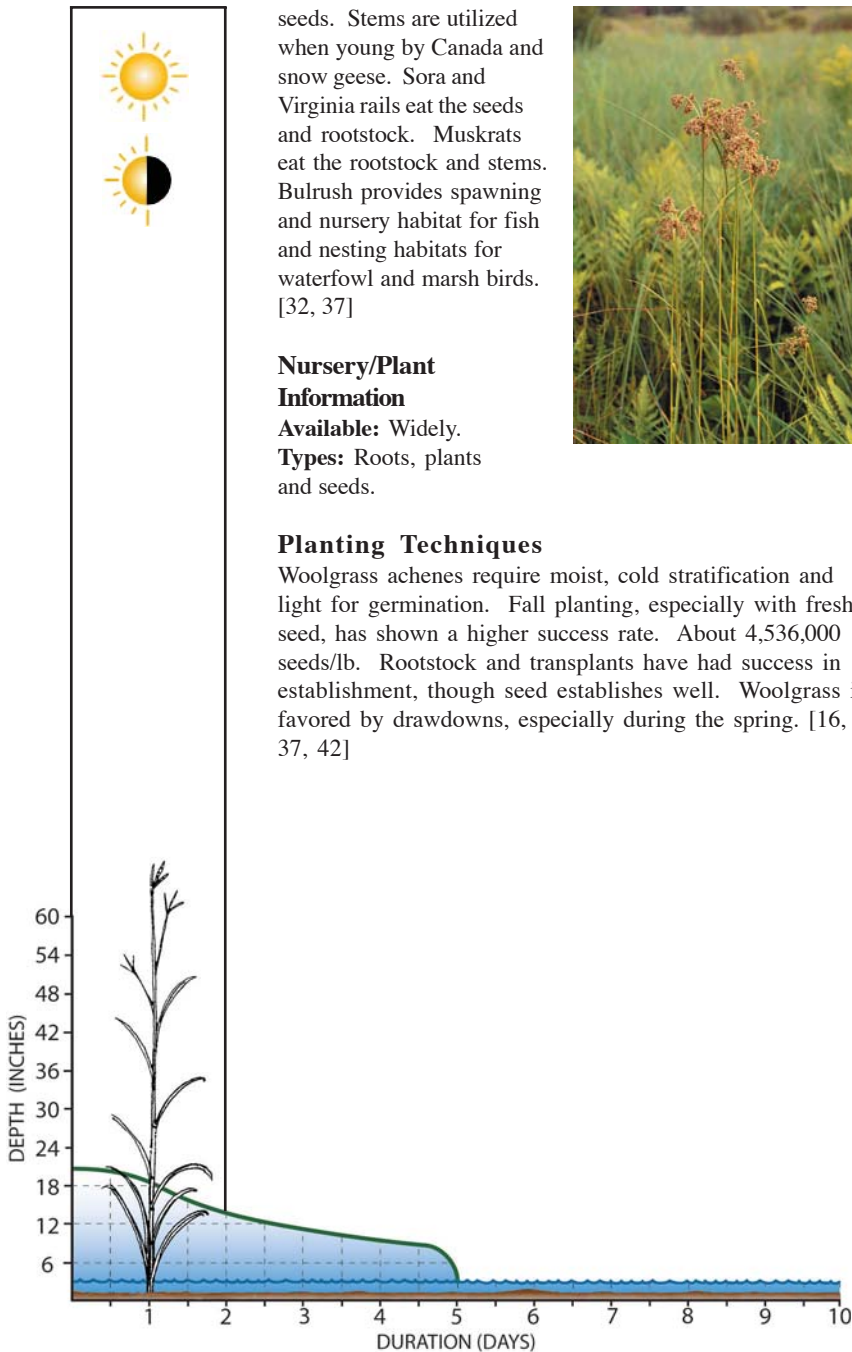 seeds. Stems are utilized
when young by Canada and
snow geese. Sora and
Virginia rails eat the seeds
and rootstock. Muskrats
eat the rootstock and stems.
Bulrush provides spawning
and nursery habitat for fish
and nesting habitats for
waterfowl and marsh birds.
[32, 37]
Nursery/Plant
Information
Available: Widely.
Types: Roots, plants
and seeds.
Planting Techniques
Woolgrass achenes require moist, cold stratification and
light for germination. Fall planting, especially with fresh
seed, has shown a higher success rate. About 4,536,000
seeds/lb. Rootstock and transplants have had success in
establishment, though seed establishes well. Woolgrass
favored by drawdowns, especially during the spring. [16,
37, 42]
60
54
48
42
36
30
24
18
12
6
DEPTH (INCHES)
1 2 3 4 5 6 7 8 9 10
DURATION (DAYS)